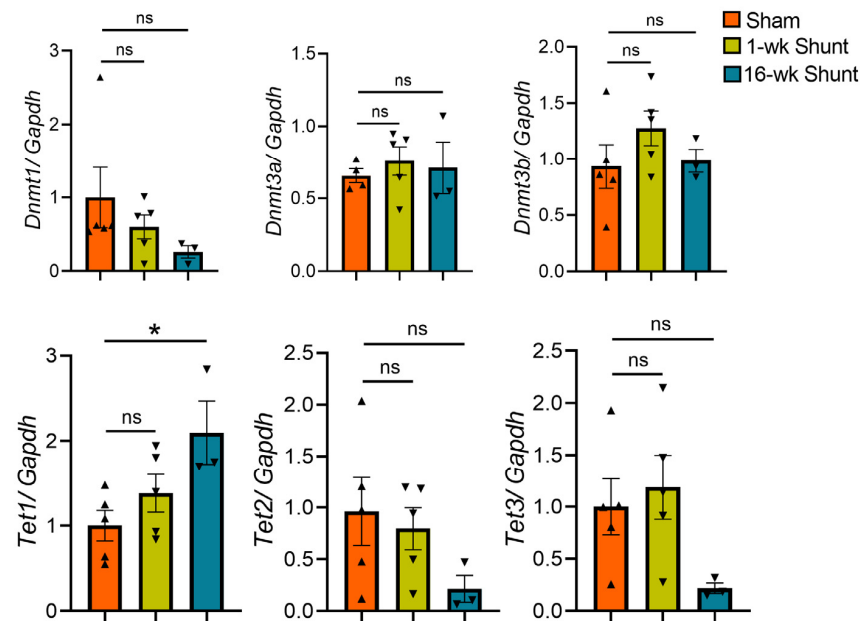 Sham
1-wk Shunt
16-wk Shunt
ns
ns
Dnmt1/ Gapdh
3
2
1
0
ns
ns
Dnmt3a/ Gapdh
1.5
1.0
0.5
0.0
ns
ns
Dnmt3b/ Gapdh
2.0
1.5
1.0
0.5
0.0
*
ns
Tet1/ Gapdh
3
2
1
0
ns
ns
Tet2/ Gapdh
2.5
2.0
1.5
1.0
0.5
0.0
ns
ns
Tet3/ Gapdh
2.5
2.0
1.5
1.0
0.5
0.0